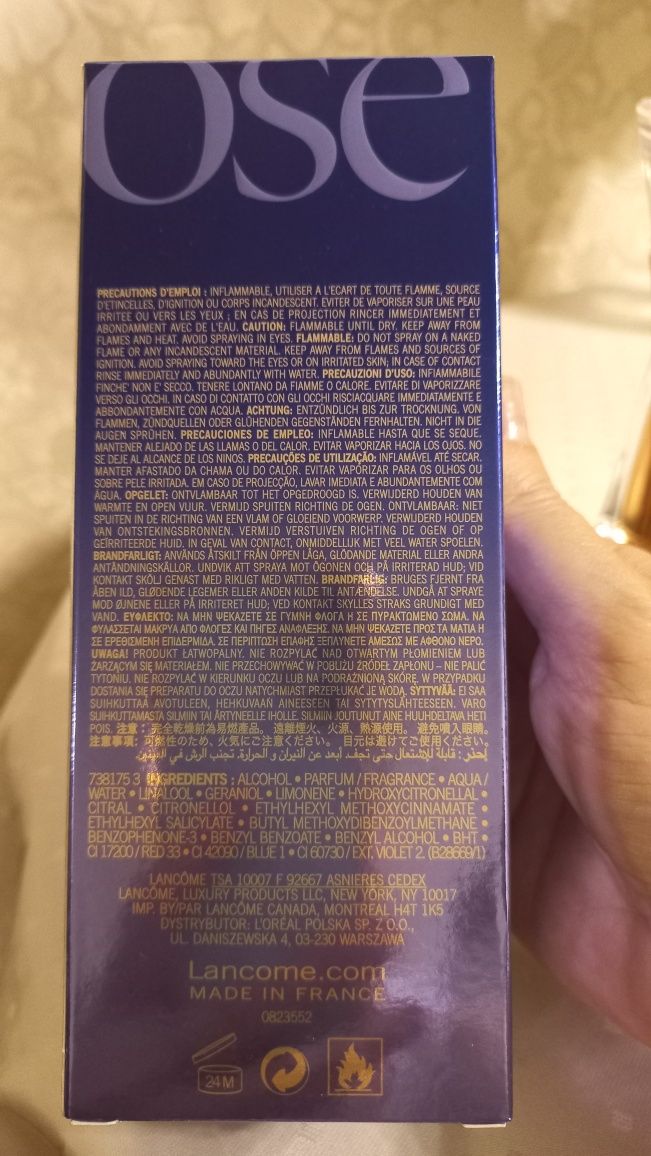 ose
PRECAUTIONS D'EMPLOI : INFLAMMABLE, UTILISER A L'ECART DE TOUTE FLAMME, SOURCE
D'ETINCELLES, D'IGNITION OU CORPS INCANDESCENT. EVITER DE VAPORISER SUR UNE PEAU
IRRITEE OU VERS LES YEUX ; EN CAS DE PROJECTION RINCER IMMEDIATEMENT ET
ABONDAMMENT AVEC DE L'EAU. CAUTION: FLAMMABLE UNTIL DRY. KEEP AWAY FROM
FLAMES AND HEAT. AVOID SPRAYING IN EYES. FLAMMABLE: DO NOT SPRAY ON A NAKED
FLAME OR ANY INCANDESCENT MATERIAL. KEEP AWAY FROM FLAMES AND SOURCES OF
IGNITION. AVOID SPRAYING TOWARD THE EYES OR ON IRRITATED SKIN; IN CASE OF CONTACT
RINSE IMMEDIATELY AND ABUNDANTLY WITH WATER. PRECAUZIONI D'USO: INFIAMMABILE
FINCHE' NON E' SECCO. TENERE LONTANO DA FIAMME O CALORE. EVITARE DI VAPORIZZARE
VERSO GLI OCCHI. IN CASO DI CONTATTO CON GLI OCCHI RISCIACQUARE IMMEDIATAMENTE E
ABBONDANTEMENTE CON ACQUA. ACHTUNG: ENTZÜNDLICH BIS ZUR TROCKNUNG. VON
FLAMMEN, ZÜNDQUELLEN ODER GLÜHENDEN GEGENSTÄNDEN FERNHALTEN. NICHT IN DIE
AUGEN SPRÜHEN. PRECAUCIONES DE EMPLEO: INFLAMABLE HASTA QUE SE SEQUE.
MANTENER ALEJADO DE LAS LLAMAS O DEL CALOR. EVITAR VAPORIZAR HACIA LOS OJOS. NO
SE DEJE AL ALCANCE DE LOS NINOS. PRECAUÇÕES DE UTILIZAÇÃO: INFLAMÁVEL ATÉ SECAR.
MANTER AFASTADO DA CHAMA OU DO CALOR. EVITAR VAPORIZAR PARA OS OLHOS OU
SOBRE PELE IRRITADA. EM CASO DE PROJECÇÃO, LAVAR IMEDIATA E ABUNDANTEMENTE COM
ÁGUA. OPGELET: ONTVLAMBAAR TOT HET OPGEDROOGD IS. VERWIJDERD HOUDEN VAN
WARMTE EN OPEN VUUR. VERMIJD SPUITEN RICHTING DE OGEN. ONTVLAMBAAR: NIET
SPUITEN IN DE RICHTING VAN EEN VLAM OF GLOEIEND VOORWERP. VERWIJDERD HOUDEN
VAN ONTSTEKINGSBRONNEN. VERMIJD VERSTUIVEN RICHTING DE OGEN OF OP
GEÏRRITEERDE HUID. IN GEVAL VAN CONTACT, ONMIDDELLIJK MET VEEL WATER SPOELEN.
BRANDFARLIGT: ANVÄNDS ÅTSKILT FRÅN ÖPPEN LÅGA, GLÖDANDE MATERIAL ELLER ANDRA
ANTÄNDNINGSKÄLLOR. UNDVIK ATT SPRAYA MOT ÖGONEN OCH PÅ IRRITERAD HUD; VID
KONTAKT SKÖLJ GENAST MED RIKLIGT MED VATTEN. BRANDFARLIG: BRUGES FJERNT FRA
ÅBEN ILD, GLØDENDE LEGEMER ELLER ANDEN KILDE TIL ANTÆNDELSE. UNDGÅ AT SPRAYE
MOD ØJNENE ELLER PÅ IRRITERET HUD; VED KONTAKT SKYLLES STRAKS GRUNDIGT MED
VAND. ΕΥΦΛΕΚΤΟ: ΝΑ ΜΗΝ ΨΕΚΑΖΕΤΕ ΣΕ ΓΥΜΝΗ ΦΛΟΓΑ Η ΣΕ ΠΥΡΑΚΤΩΜΕΝΟ ΣΩΜΑ. ΝΑ
ΦΥΛΑΣΣΕΤΑΙ ΜΑΚΡΥΑ ΑΠΟ ΦΛΟΓΕΣ ΚΑΙ ΠΗΓΕΣ ΑΝΑΦΛΕΞΗΣ. ΝΑ ΜΗΝ ΨΕΚΑΖΕΤΕ ΠΡΟΣ ΤΑ ΜΑΤΙΑ Η
ΣΕ ΕΡΕΘΙΣΜΕΝΗ ΕΠΙΔΕΡΜΙΔΑ. ΣΕ ΠΕΡΙΠΤΩΣΗ ΕΠΑΦΗΣ ΞΕΠΛΥΝΕΤΕ ΑΜΕΣΩΣ ΜΕ ΑΦΘΟΝΟ ΝΕΡΟ.
UWAGA! PRODUKT ŁATWOPALNY. NIE ROZPYLAĆ NAD OTWARTYM PŁOMIENIEM LUB
ŻARZĄCYM SIĘ MATERIAŁEM. NIE PRZECHOWYWAĆ W POBLIŻU ŹRÓDEŁ ZAPŁONU – NIE PALIĆ
TYTONIU. NIE ROZPYLAĆ W KIERUNKU OCZU LUB NA PODRAŻNIONĄ SKÓRĘ. W PRZYPADKU
DOSTANIA SIĘ PREPARATU DO OCZU NATYCHMIAST PRZEPŁUKAĆ JE WODĄ. SYTTYVÄÄ: EI SAA
SUIHKUTTAA AVOTULEEN, HEHKUVAAN AINEESEEN TAI SYTYTYSLÄHTEESEEN. VARO
SUIHKUTTAMASTA SILMIIN TAI ÄRTYNEELLE IHOLLE. SILMIIN JOUTUNUT AINE HUUHDELTAVA HETI
POIS. 注意：完全乾燥前為易燃產品。 遠離煙火、火源、熱源使用。 避免噴入眼睛。
注意事項: 可燃性のため、火気にご注意ください。 目元は避けてご使用ください。
يُحذر : قابلة للإشتعال حتى تجف. أبعد عن النيران و الحرارة. تجنب الرش في العينين.
738175 3 INGREDIENTS : ALCOHOL • PARFUM / FRAGRANCE • AQUA /
WATER • LINALOOL • GERANIOL • LIMONENE • HYDROXYCITRONELLAL •
CITRAL • CITRONELLOL • ETHYLHEXYL METHOXYCINNAMATE •
ETHYLHEXYL SALICYLATE • BUTYL METHOXYDIBENZOYLMETHANE •
BENZOPHENONE-3 • BENZYL BENZOATE • BENZYL ALCOHOL • BHT •
CI 17200 / RED 33 • CI 42090 / BLUE 1 • CI 60730 / EXT. VIOLET 2. (B28669/1)
LANCÔME TSA 10007 F 92667 ASNIERES CEDEX
LANCÔME, LUXURY PRODUCTS LLC, NEW YORK, NY 10017
IMP. BY/PAR LANCÔME CANADA, MONTRÉAL H4T 1K5
DYSTRYBUTOR: L'ORÉAL POLSKA SP. Z O.O.,
UL. DANISZEWSKA 4, 03-230 WARSZAWA
Lancome.com
MADE IN FRANCE
0823552
24M